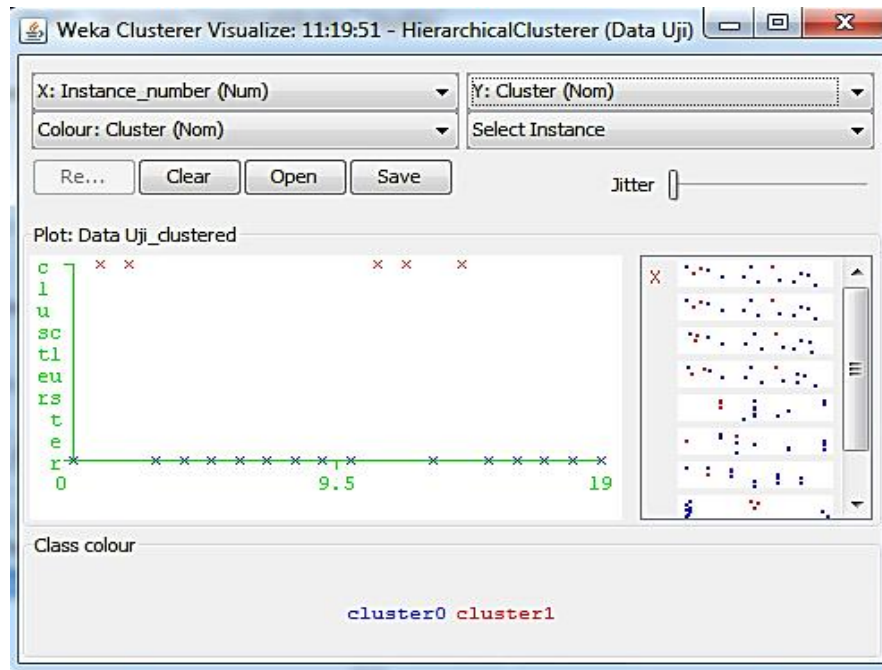 Weka Clusterer Visualize: 11:19:51 - HierarchicalClusterer (Data Uji)
X: Instance_number (Num)
Y: Cluster (Nom)
Colour: Cluster (Nom)
Select Instance
Re...
Clear
Open
Save
Jitter
Plot: Data Uji_clustered
c
l
u
sc
tl
eu
rs
t
e
r
0
9.5
19
X
Class colour
cluster0 cluster1